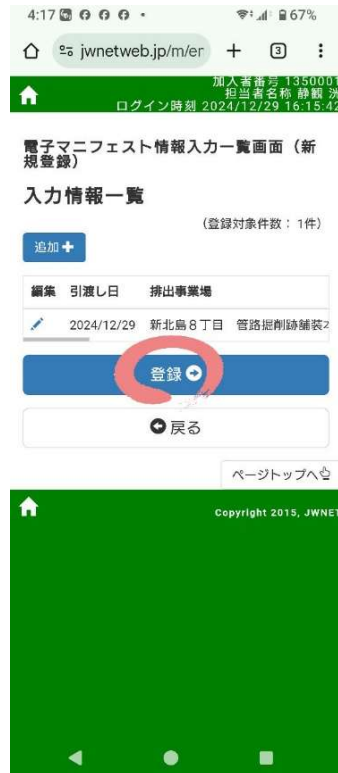 4:17
67%
jwnetweb.jp/m/er
3
加入者番号 1350001
担当者名称 静観 洸
ログイン時刻 2024/12/29 16:15:42
電子マニフェスト情報入力一覧画面（新
規登録）
入力情報一覧
（登録対象件数： 1件）
追加
編集 引渡し日 排出事業場
2024/12/29 新北島８丁目 管路掘削跡舗装2
登録
戻る
ページトップへ
Copyright 2015, JWNET